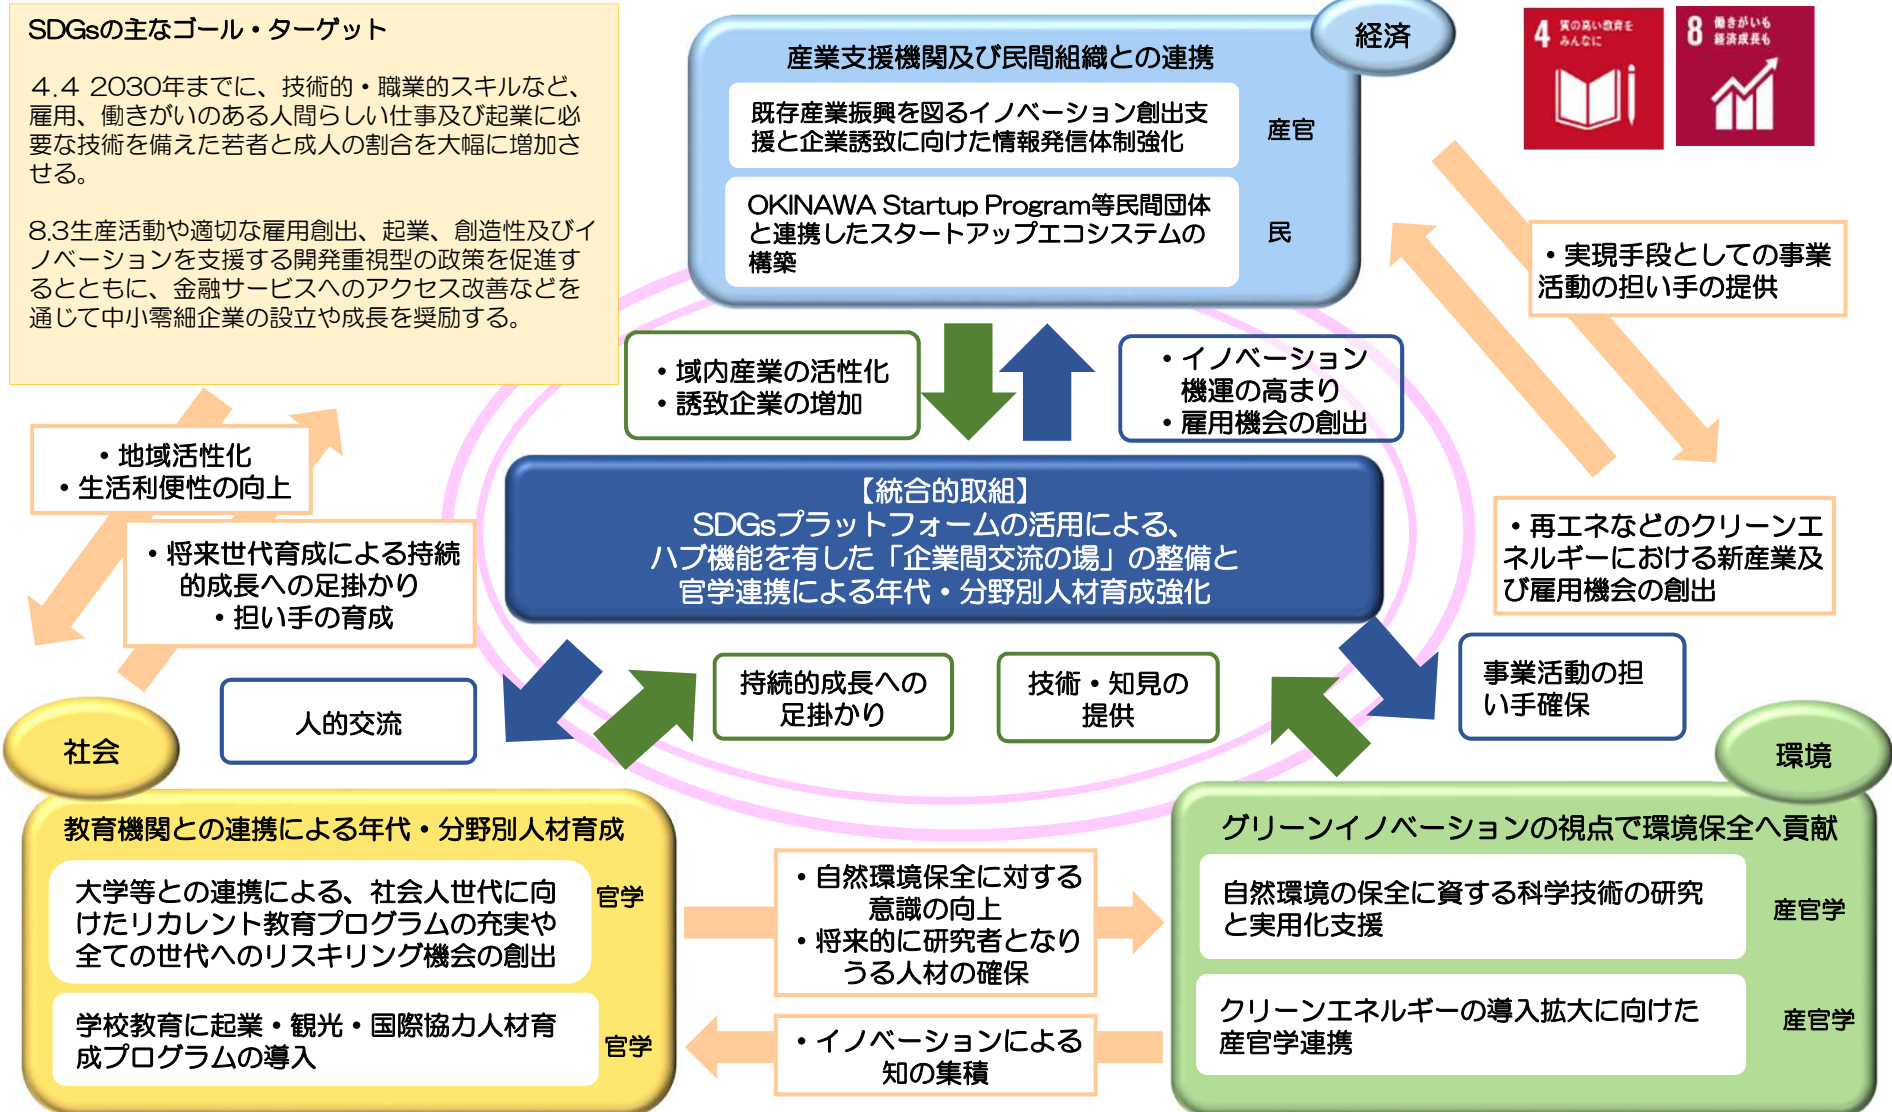 SDGsの主なゴール・ターゲット
4.4 2030年までに、技術的・職業的スキルなど、
雇用、働きがいのある人間らしい仕事及び起業に必
要な技術を備えた若者と成人の割合を大幅に増加さ
せる。
8.3生産活動や適切な雇用創出、起業、創造性及びイ
ノベーションを支援する開発重視型の政策を促進す
るとともに、金融サービスへのアクセス改善などを
通じて中小零細企業の設立や成長を奨励する。
経済
産業支援機関及び民間組織との連携
既存産業振興を図るイノベーション創出支
援と企業誘致に向けた情報発信体制強化
産官
OKINAWA Startup Program等民間団体
と連携したスタートアップエコシステムの
構築
民
4 質の高い教育を
みんなに
8 働きがいも
経済成長も
・実現手段としての事業
活動の担い手の提供
・域内産業の活性化
・誘致企業の増加
・イノベーション
機運の高まり
・雇用機会の創出
・地域活性化
・生活利便性の向上
・将来世代育成による持続
的成長への足掛かり
・担い手の育成
【統合的取組】
SDGsプラットフォームの活用による、
ハブ機能を有した「企業間交流の場」の整備と
官学連携による年代・分野別人材育成強化
・再エネなどのクリーンエ
ネルギーにおける新産業及
び雇用機会の創出
人的交流
持続的成長への
足掛かり
技術・知見の
提供
事業活動の担
い手確保
社会
教育機関との連携による年代・分野別人材育成
大学等との連携による、社会人世代に向
けたリカレント教育プログラムの充実や
全ての世代へのリスキリング機会の創出
官学
学校教育に起業・観光・国際協力人材育
成プログラムの導入
官学
・自然環境保全に対する
意識の向上
・将来的に研究者となり
うる人材の確保
・イノベーションによる
知の集積
環境
グリーンイノベーションの視点で環境保全へ貢献
自然環境の保全に資する科学技術の研究
と実用化支援
産官学
クリーンエネルギーの導入拡大に向けた
産官学連携
産官学